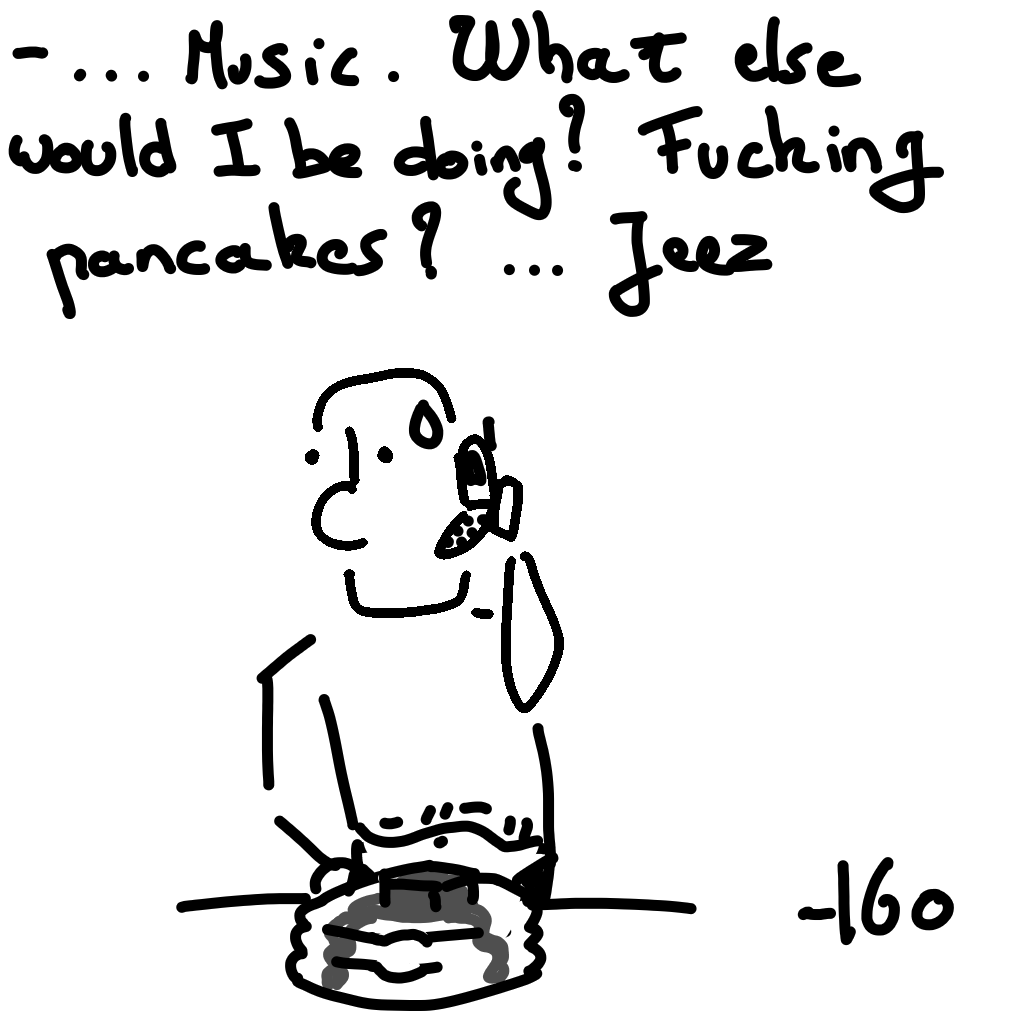 - ... Music. What else
would I be doing? Fucking
pancakes? ... Jeez
-160